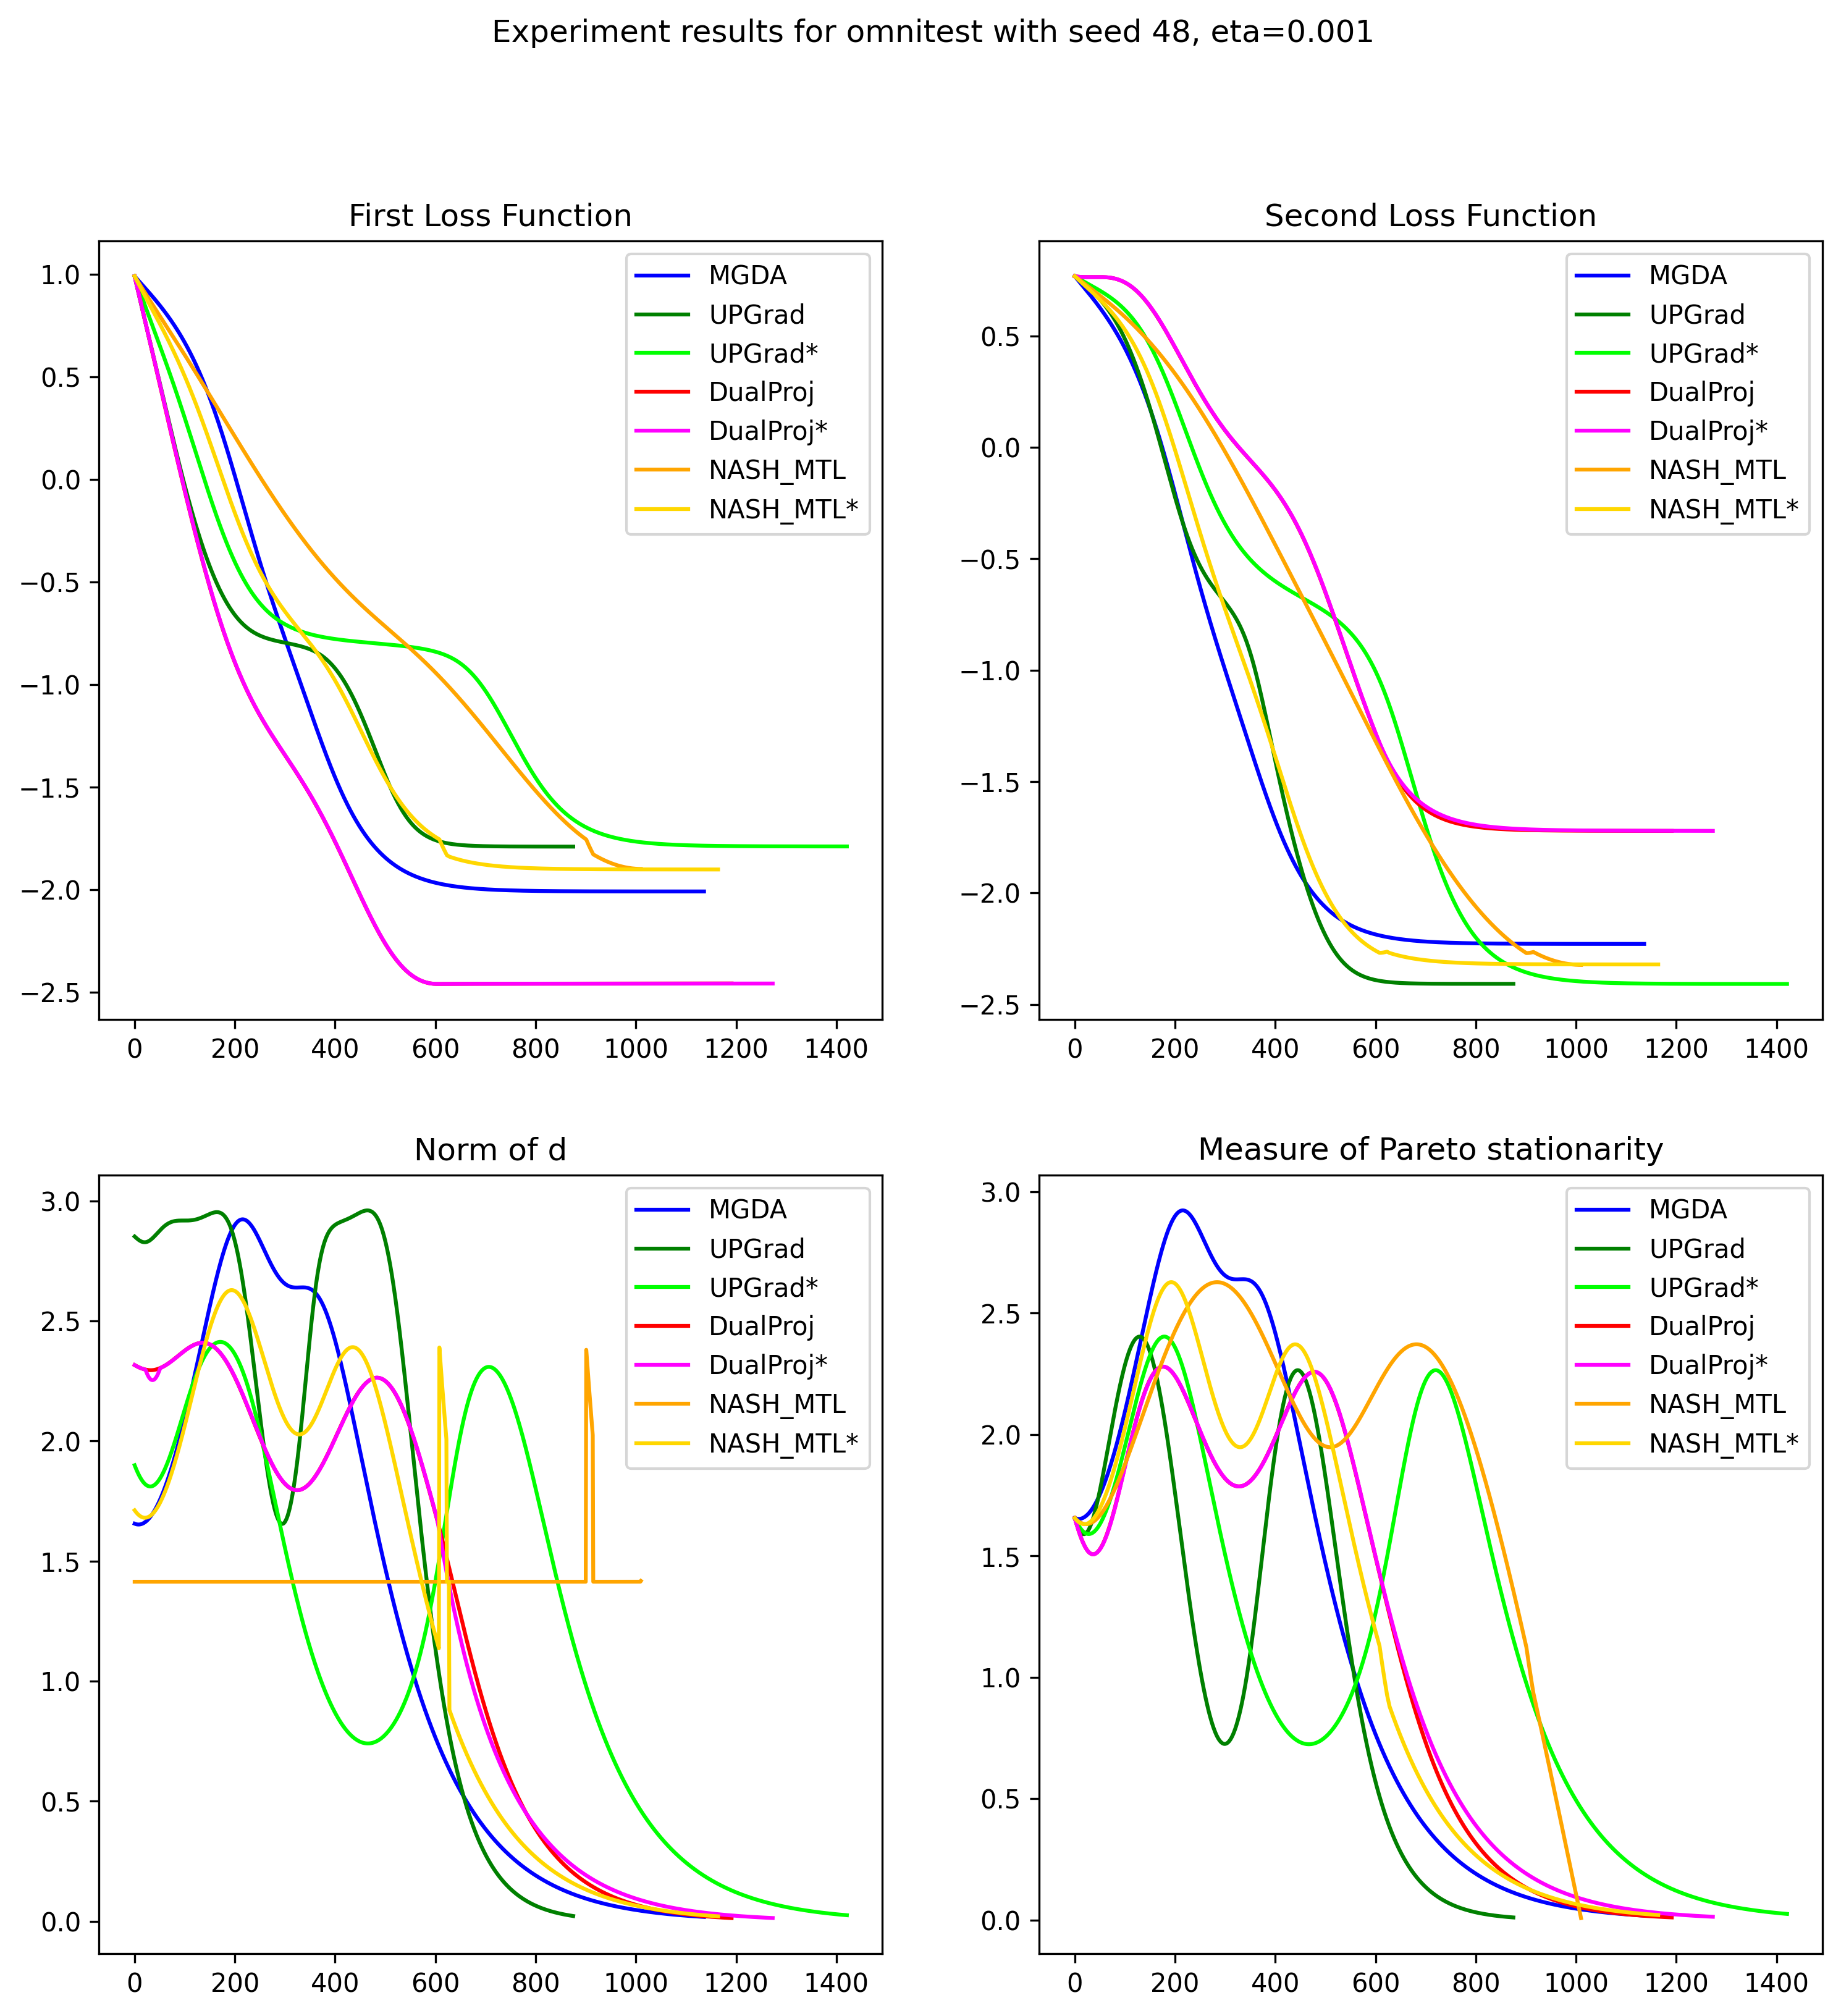 Experiment results for omnitest with seed 48, eta=0.001
First Loss Function
1.0
0.5
0.0
−0.5
−1.0
−1.5
−2.0
−2.5
0 200 400 600 800 1000 1200 1400
MGDA
UPGrad
UPGrad*
DualProj
DualProj*
NASH_MTL
NASH_MTL*
Second Loss Function
0.5
0.0
−0.5
−1.0
−1.5
−2.0
−2.5
0 200 400 600 800 1000 1200 1400
MGDA
UPGrad
UPGrad*
DualProj
DualProj*
NASH_MTL
NASH_MTL*
Norm of d
3.0
2.5
2.0
1.5
1.0
0.5
0.0
0 200 400 600 800 1000 1200 1400
MGDA
UPGrad
UPGrad*
DualProj
DualProj*
NASH_MTL
NASH_MTL*
Measure of Pareto stationarity
3.0
2.5
2.0
1.5
1.0
0.5
0.0
0 200 400 600 800 1000 1200 1400
MGDA
UPGrad
UPGrad*
DualProj
DualProj*
NASH_MTL
NASH_MTL*